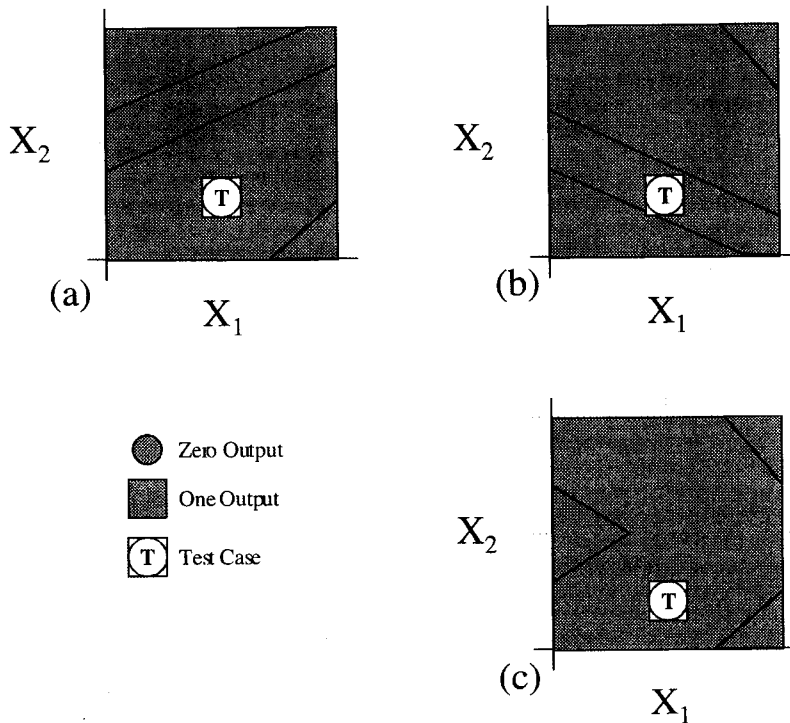 X2
T
(a)
X1
X2
T
(b)
X1
Zero Output
One Output
T Test Case
X2
T
(c)
X1